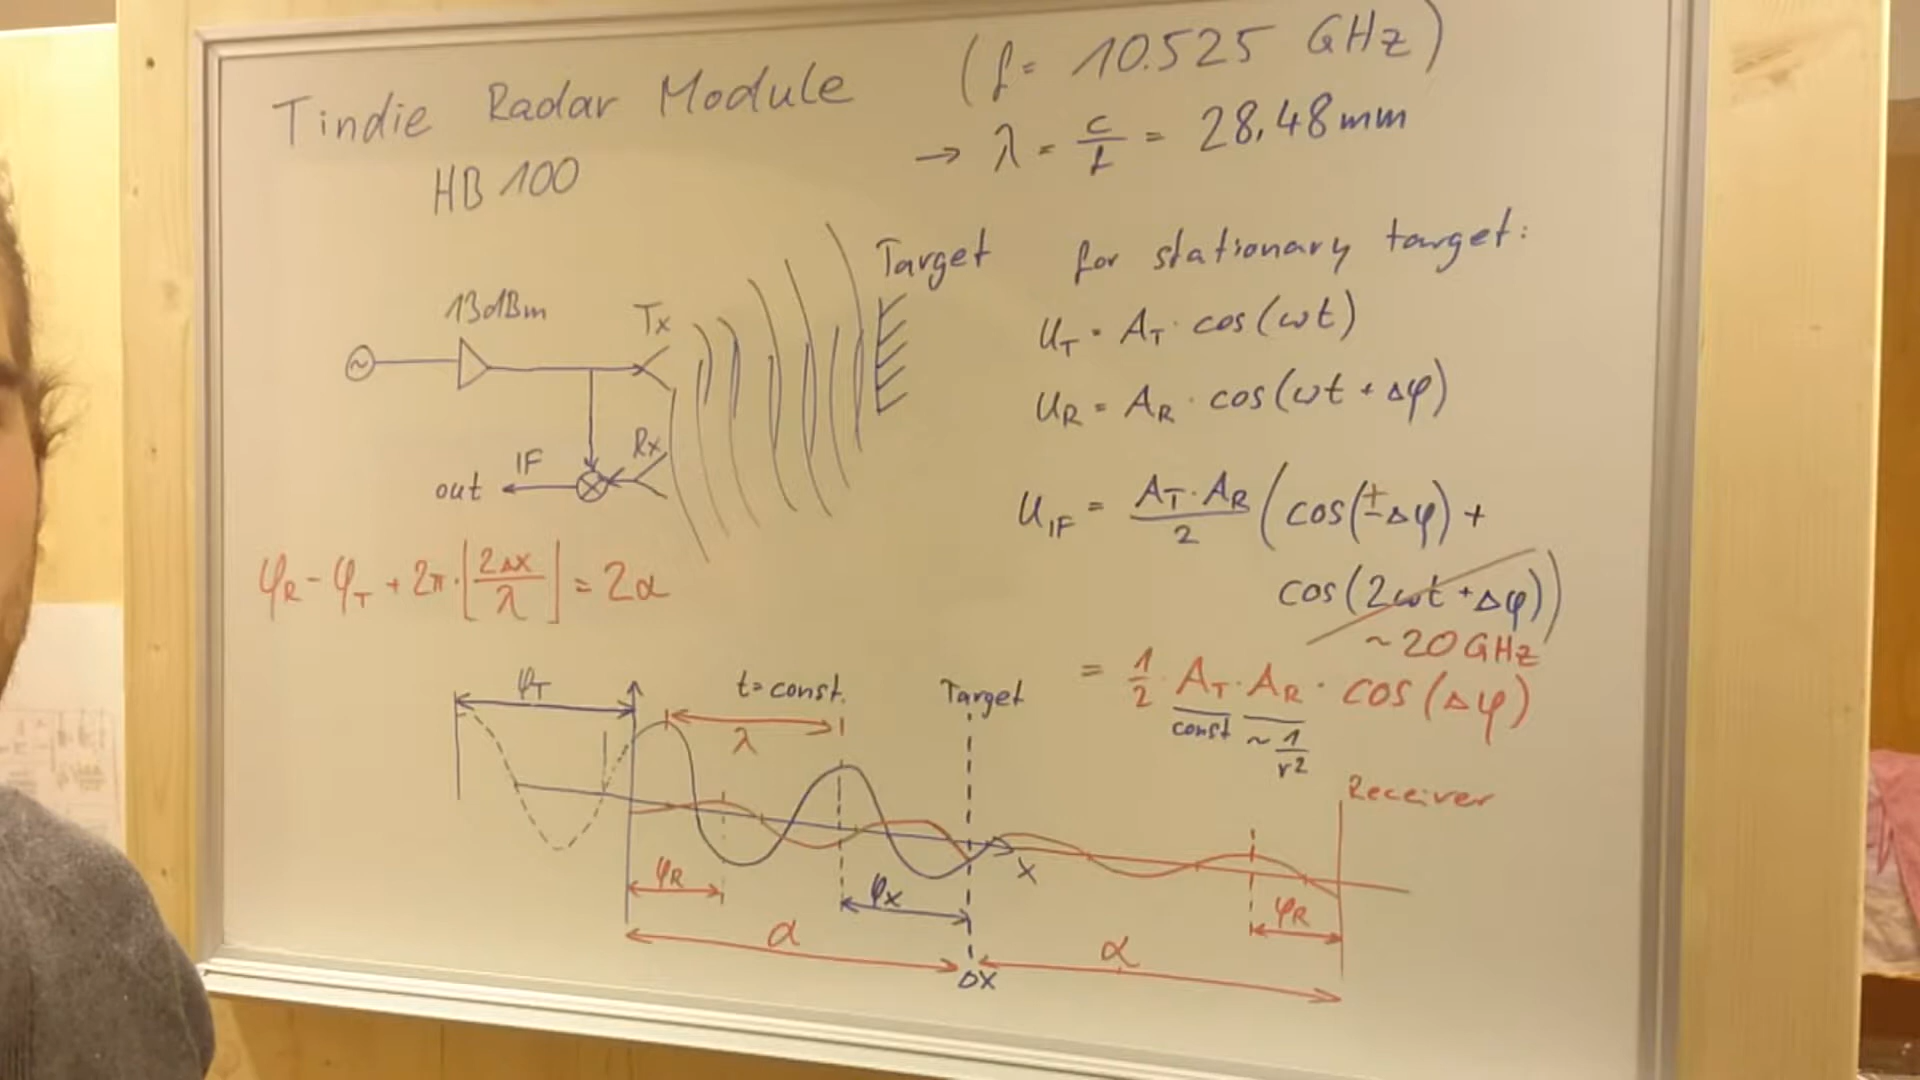 Tindie Radar Module
HB 100
(f = 10.525 GHz)
→ λ = c/f = 28,48mm
13dBm
Tx
Rx
IF
out
Target
for stationary target:
U_T = A_T · cos(ωt)
U_R = A_R · cos(ωt + Δφ)
U_IF = A_T · A_R / 2 (cos(±Δφ) +
cos(2ωt + Δφ))
~20 GHz
= 1/2 · A_T · A_R · cos(Δφ)
const ~ 1/r²
φ_R - φ_T + 2π · ⌊2Δx/λ⌋ = 2α
φ_T
t = const.
λ
Target
Receiver
x
φ_R
φ_x
φ_R
α
α
Δx